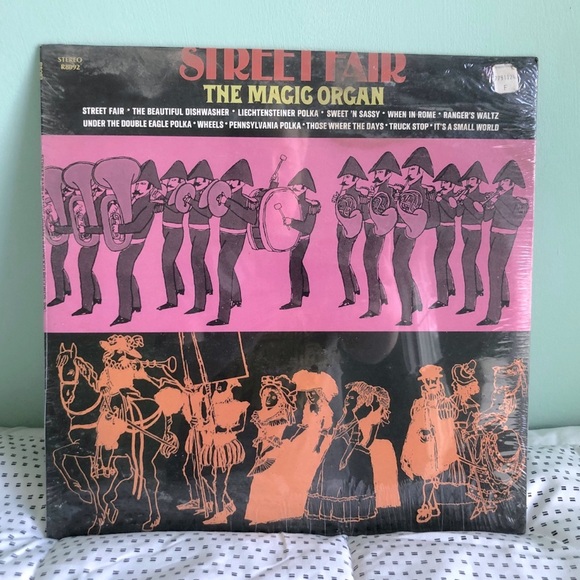 STEREO
R8192
STREET FAIR
THE MAGIC ORGAN
STREET FAIR • THE BEAUTIFUL DISHWASHER • LIECHTENSTEINER POLKA • SWEET 'N SASSY • WHEN IN ROME • RANGER'S WALTZ
UNDER THE DOUBLE EAGLE POLKA • WHEELS • PENNSYLVANIA POLKA • THOSE WHERE THE DAYS • TRUCK STOP • IT'S A SMALL WORLD